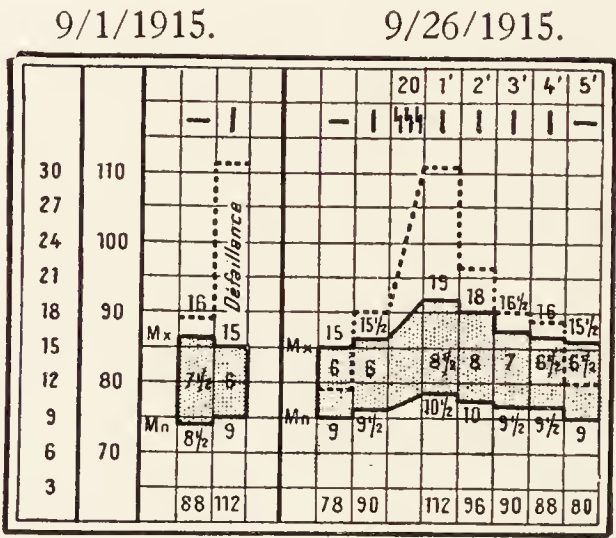 9/1/1915. 9/26/1915.
20 1' 2' 3' 4' 5'
30 110
27
24 100
21
18 90 16 19 18 16½ 16
Défaillance
15 15 15½ 15½
Mx Mx
15
12 80 7½ 6 6 6 8½ 8 7 6½ 6½
9 Mn 8½ 9 Mn 9 9½ 10½ 10 9½ 9½ 9
6 70
3
88 112 78 90 112 96 90 88 80